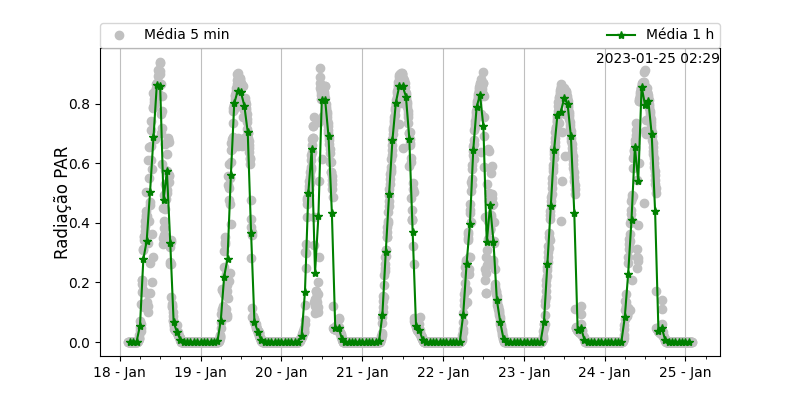 Média 5 min
Média 1 h
2023-01-25 02:29
Radiação PAR
0.8
0.6
0.4
0.2
0.0
18 - Jan
19 - Jan
20 - Jan
21 - Jan
22 - Jan
23 - Jan
24 - Jan
25 - Jan